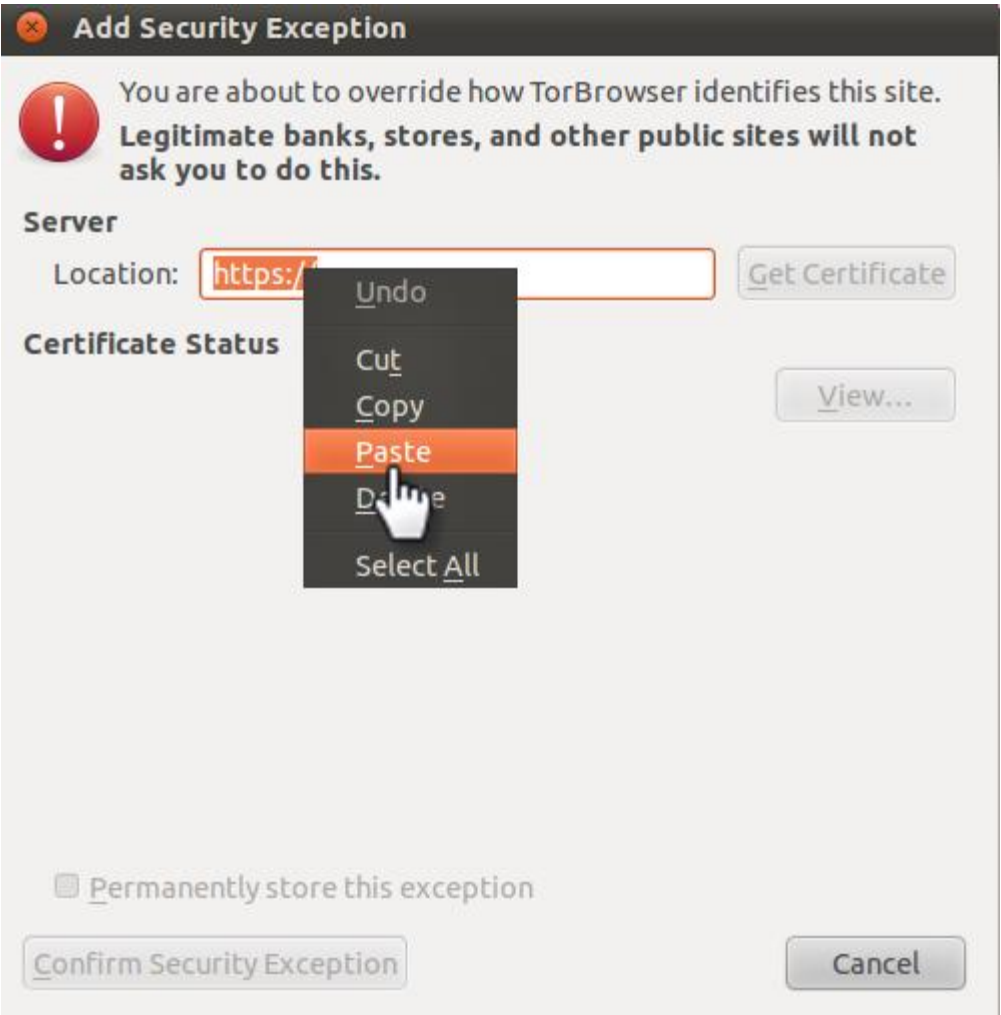 Add Security Exception
You are about to override how TorBrowser identifies this site.
Legitimate banks, stores, and other public sites will not
ask you to do this.
Server
Location: https:/ Get Certificate
Undo
Certificate Status
Cut
View...
Copy
Paste
Select All
Permanently store this exception
Confirm Security Exception Cancel